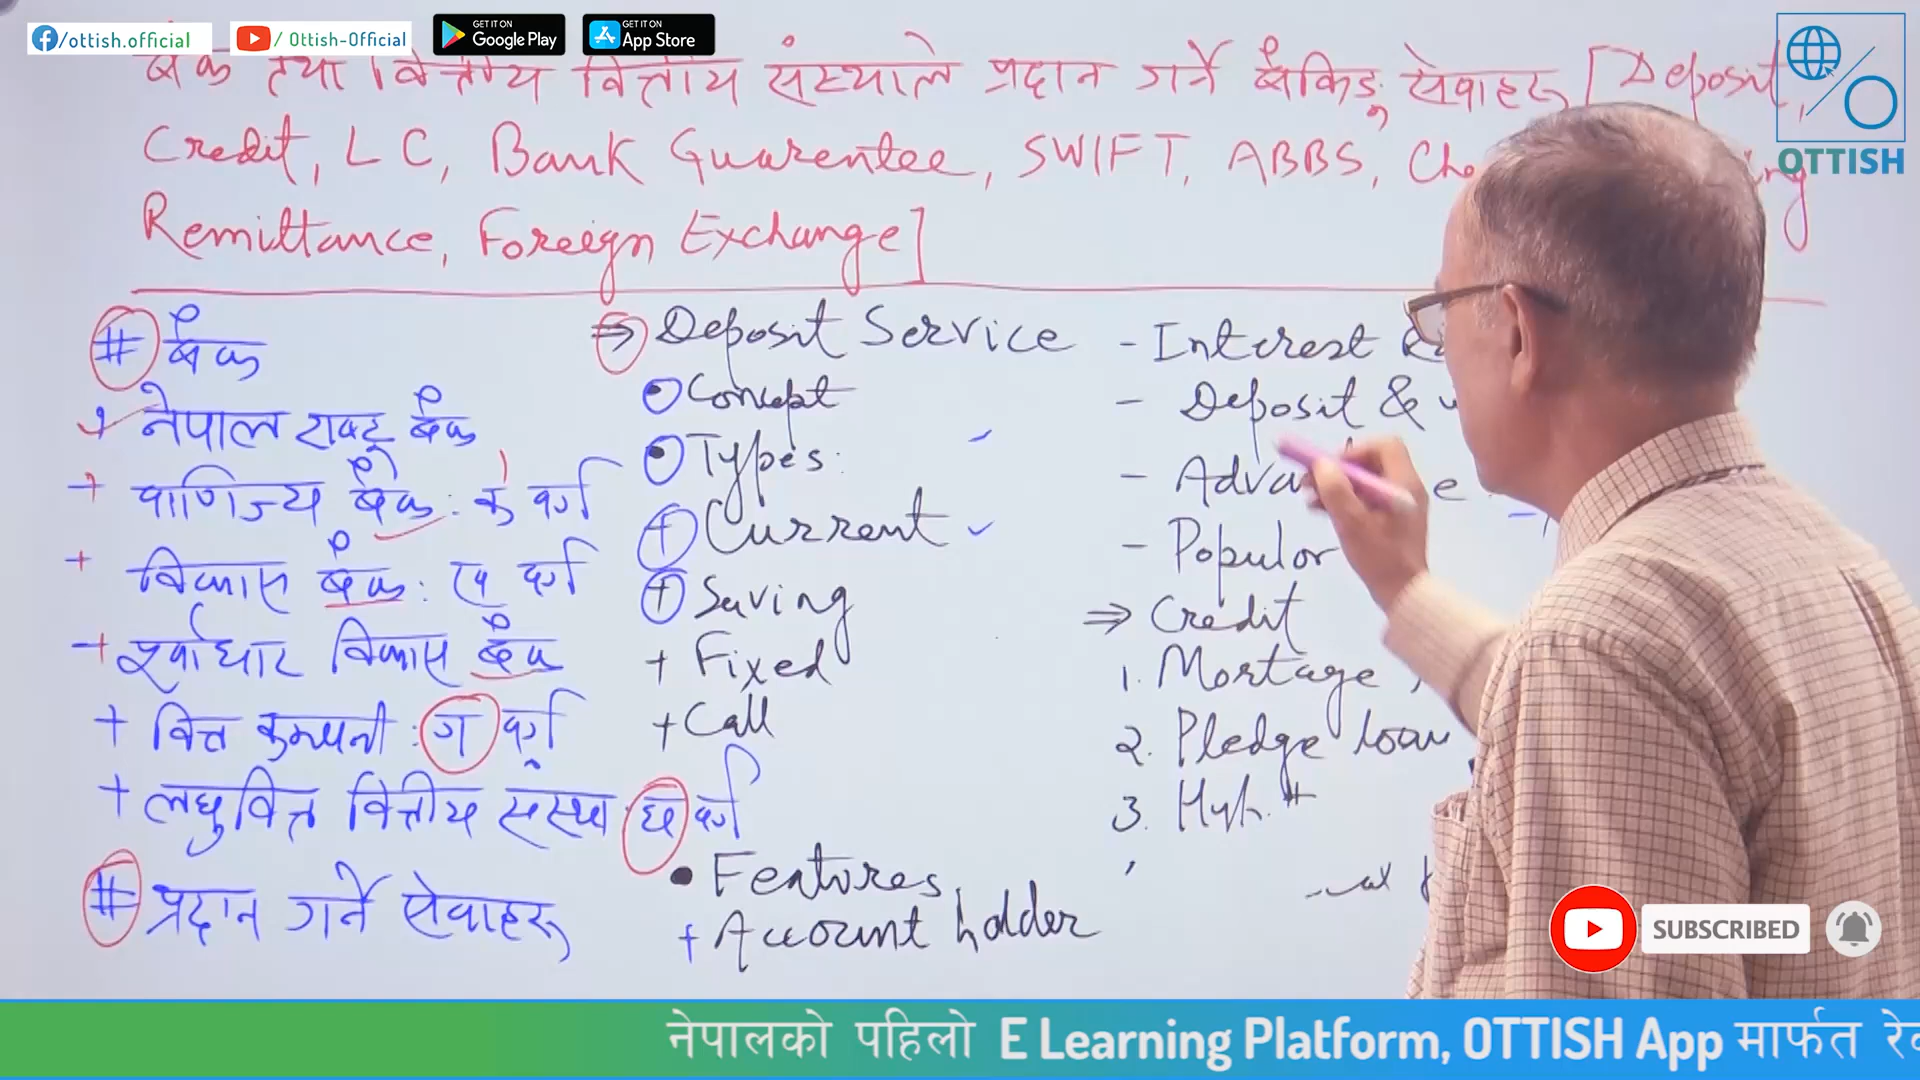 /ottish.official
/ Ottish-Official
GET IT ON Google Play
GET IT ON App Store
OTTISH
बैंक तथा वित्तीय वित्तीय संस्थाले प्रदान गर्ने बैंकिङ्ग सेवाहरू [Deposit,
Credit, LC, Bank Guarentee, SWIFT, ABBS,
Remittance, Foreign Exchange]
# बैंक
नेपाल राष्ट्र बैंक
+ वाणिज्य बैंक : क वर्ग
+ विकास बैंक : ख वर्ग
+ पूर्वाधार विकास बैंक
+ वित्त कम्पनी : ग वर्ग
+ लघुवित्त वित्तीय संस्था घ वर्ग
# प्रदान गर्ने सेवाहरू
⇒ Deposit Service
• Concept
• Types:
+ Current ✓
+ Saving
+ Fixed
+ Call
• Features
+ Account holder
- Interest
- Deposit &
-
- Populor
⇒ Credit
1. Mortage
2. Pledge loan
3. Hyp.
SUBSCRIBED
नेपालको पहिलो E Learning Platform, OTTISH App मार्फत